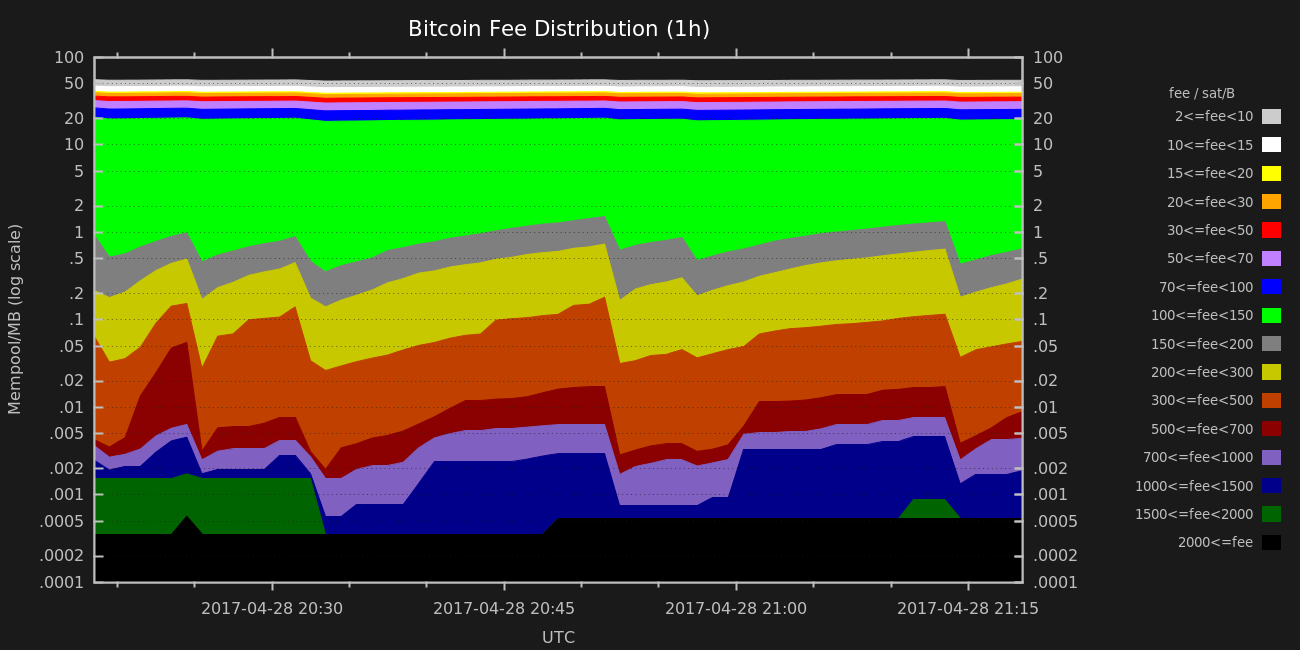 Bitcoin Fee Distribution (1h)
100 100
50 50
20 20
10 10
5 5
2 2
1 1
.5 .5
.2 .2
.1 .1
.05 .05
.02 .02
.01 .01
.005 .005
.002 .002
.001 .001
.0005 .0005
.0002 .0002
.0001 .0001
Mempool/MB (log scale)
2017-04-28 20:30 2017-04-28 20:45 2017-04-28 21:00 2017-04-28 21:15
UTC
fee / sat/B
2<=fee<10
10<=fee<15
15<=fee<20
20<=fee<30
30<=fee<50
50<=fee<70
70<=fee<100
100<=fee<150
150<=fee<200
200<=fee<300
300<=fee<500
500<=fee<700
700<=fee<1000
1000<=fee<1500
1500<=fee<2000
2000<=fee